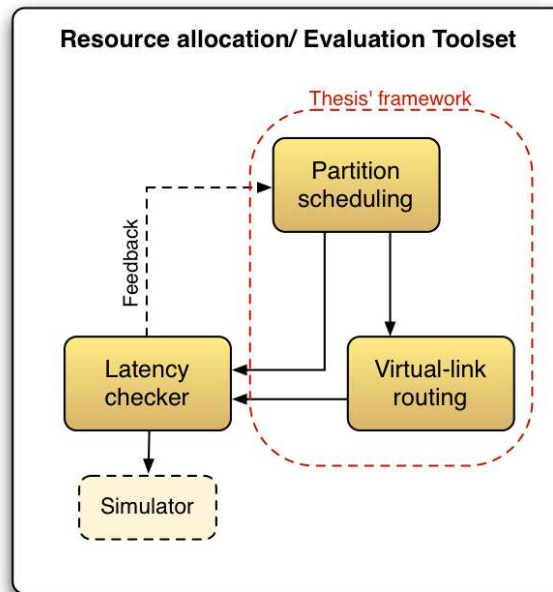 Resource allocation/ Evaluation Toolset
Thesis' framework
Partition
scheduling
Feedback
Latency
checker
Virtual-link
routing
Simulator